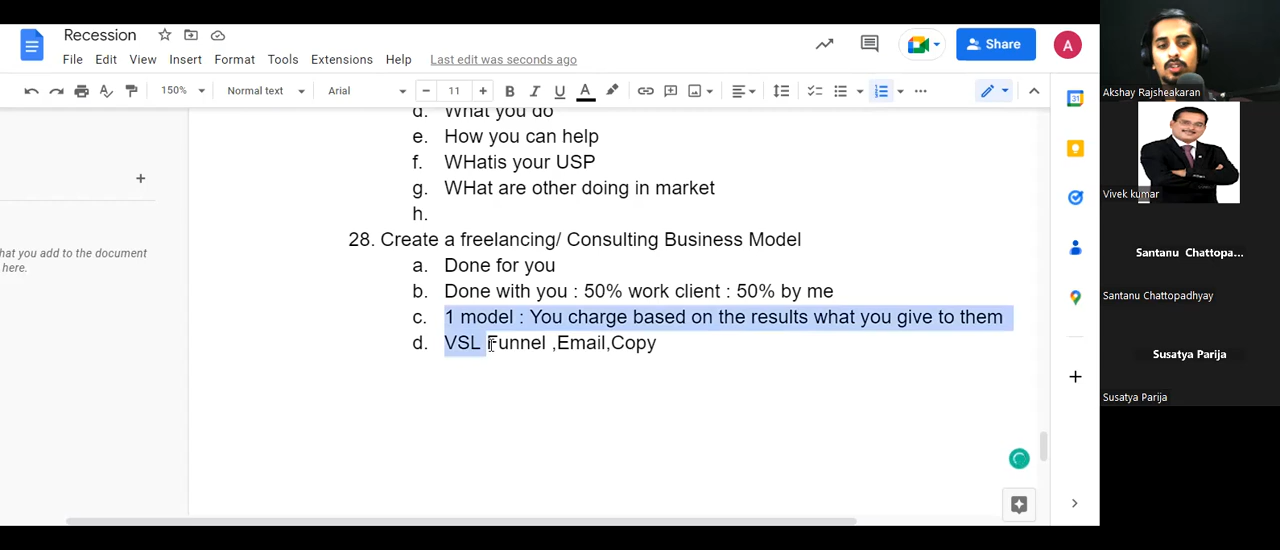 Recession
File Edit View Insert Format Tools Extensions Help Last edit was seconds ago
Share
A
150% Normal text Arial 11 B I U A
d. What you do
e. How you can help
f. WHatis your USP
g. WHat are other doing in market
h.
28. Create a freelancing/ Consulting Business Model
a. Done for you
b. Done with you : 50% work client : 50% by me
c. 1 model : You charge based on the results what you give to them
d. VSL Funnel ,Email,Copy
hat you add to the document
here.
31
Akshay Rajsheakaran
Vivek kumar
Santanu Chattopa...
Santanu Chattopadhyay
Susatya Parija
Susatya Parija